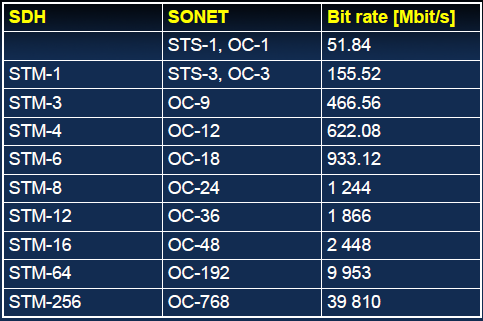 SDH SONET Bit rate [Mbit/s]
STS-1, OC-1 51.84
STM-1 STS-3, OC-3 155.52
STM-3 OC-9 466.56
STM-4 OC-12 622.08
STM-6 OC-18 933.12
STM-8 OC-24 1 244
STM-12 OC-36 1 866
STM-16 OC-48 2 448
STM-64 OC-192 9 953
STM-256 OC-768 39 810